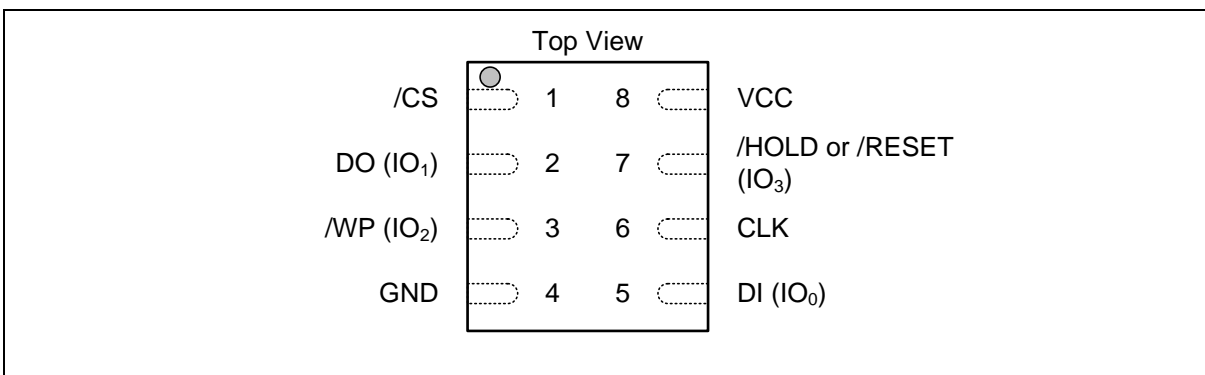 Top View
/CS 1 8 VCC
DO (IO₁) 2 7 /HOLD or /RESET
(IO₃)
/WP (IO₂) 3 6 CLK
GND 4 5 DI (IO₀)